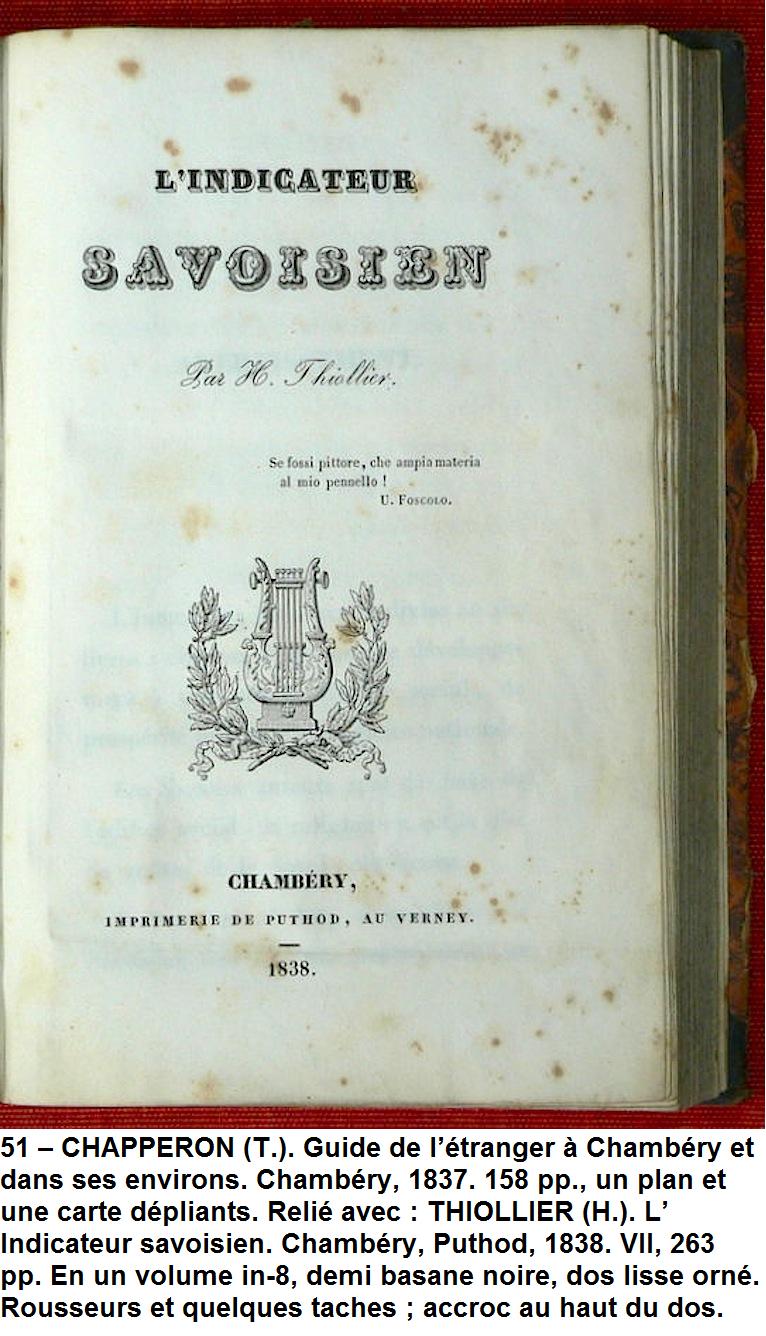 L'INDICATEUR
SAVOISIEN
Par H. Thiollier.
Se fossi pittore, che ampia materia
al mio pennello !
U. Foscolo.
CHAMBÉRY,
IMPRIMERIE DE PUTHOD, AU VERNEY.
1838.
51 – CHAPPERON (T.). Guide de l’étranger à Chambéry et
dans ses environs. Chambéry, 1837. 158 pp., un plan et
une carte dépliants. Relié avec : THIOLLIER (H.). L’
Indicateur savoisien. Chambéry, Puthod, 1838. VII, 263
pp. En un volume in-8, demi basane noire, dos lisse orné.
Rousseurs et quelques taches ; accroc au haut du dos.